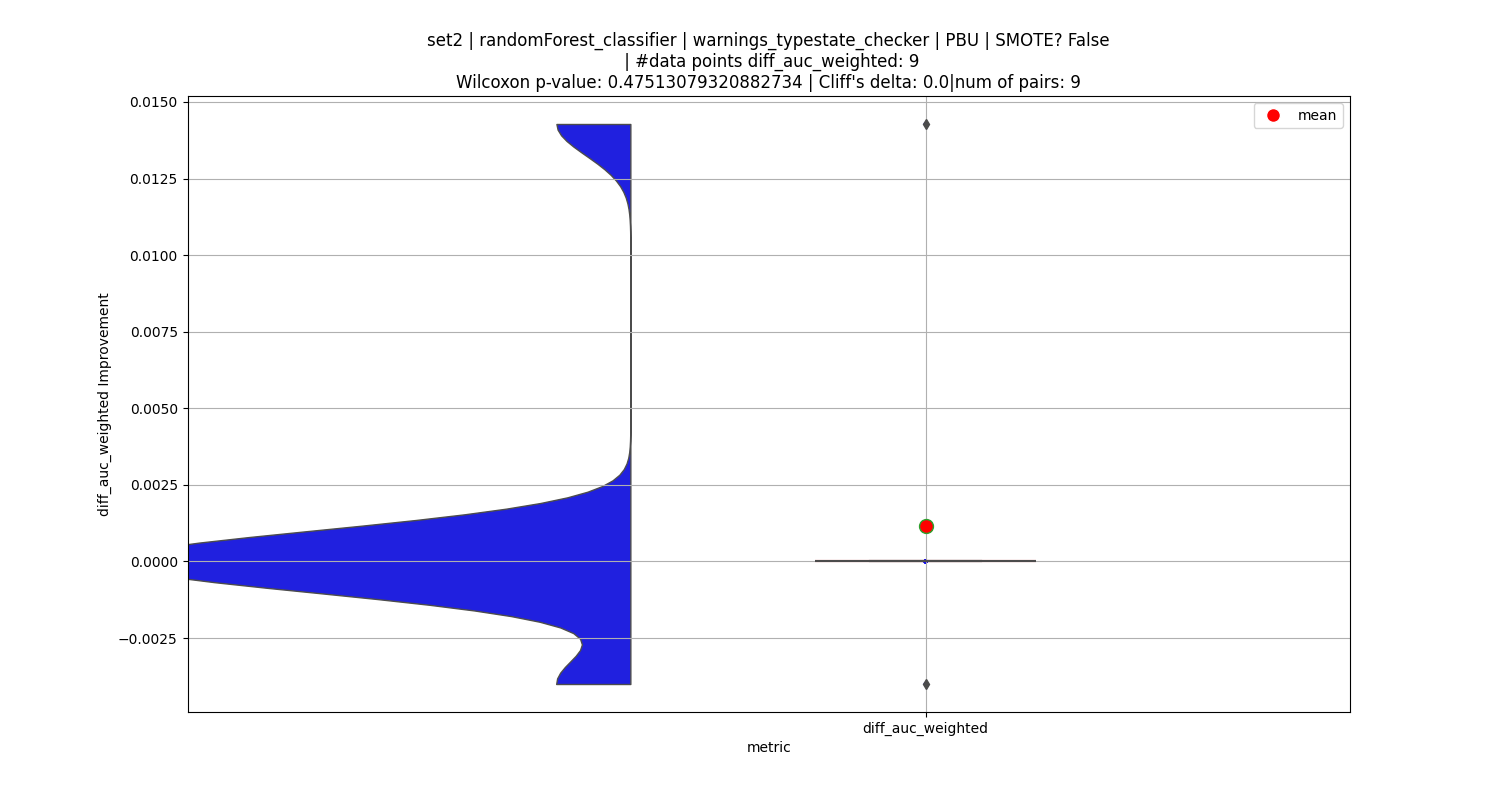 set2 | randomForest_classifier | warnings_typestate_checker | PBU | SMOTE? False
| #data points diff_auc_weighted: 9
Wilcoxon p-value: 0.47513079320882734 | Cliff's delta: 0.0|num of pairs: 9
mean
0.0150
0.0125
0.0100
0.0075
0.0050
0.0025
0.0000
−0.0025
diff_auc_weighted Improvement
diff_auc_weighted
metric